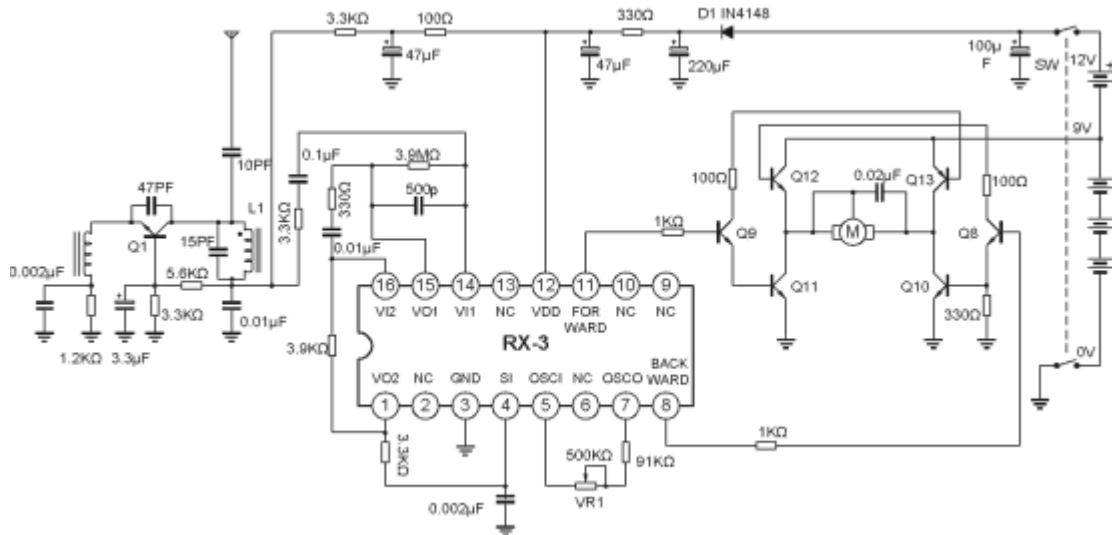 3.3KΩ
100Ω
330Ω
D1 IN4148
47µF
47µF
220µF
100µ
F
SW
12V
9V
10PF
0.1µF
3.9MΩ
500p
330Ω
3.3KΩ
0.01µF
47PF
L1
Q1
15PF
0.002µF
5.6KΩ
3.3KΩ
0.01µF
1.2KΩ
3.3µF
100Ω
Q12
Q13
0.02µF
100Ω
1KΩ
Q9
M
Q8
Q11
Q10
330Ω
0V
16
15
14
13
12
11
10
9
VI2
VO1
VI1
NC
VDD
FOR
WARD
NC
NC
RX-3
3.9KΩ
VO2
NC
GND
SI
OSCI
NC
OSCO
BACK
WARD
1
2
3
4
5
6
7
8
3.3KΩ
500KΩ
91KΩ
1KΩ
VR1
0.002µF